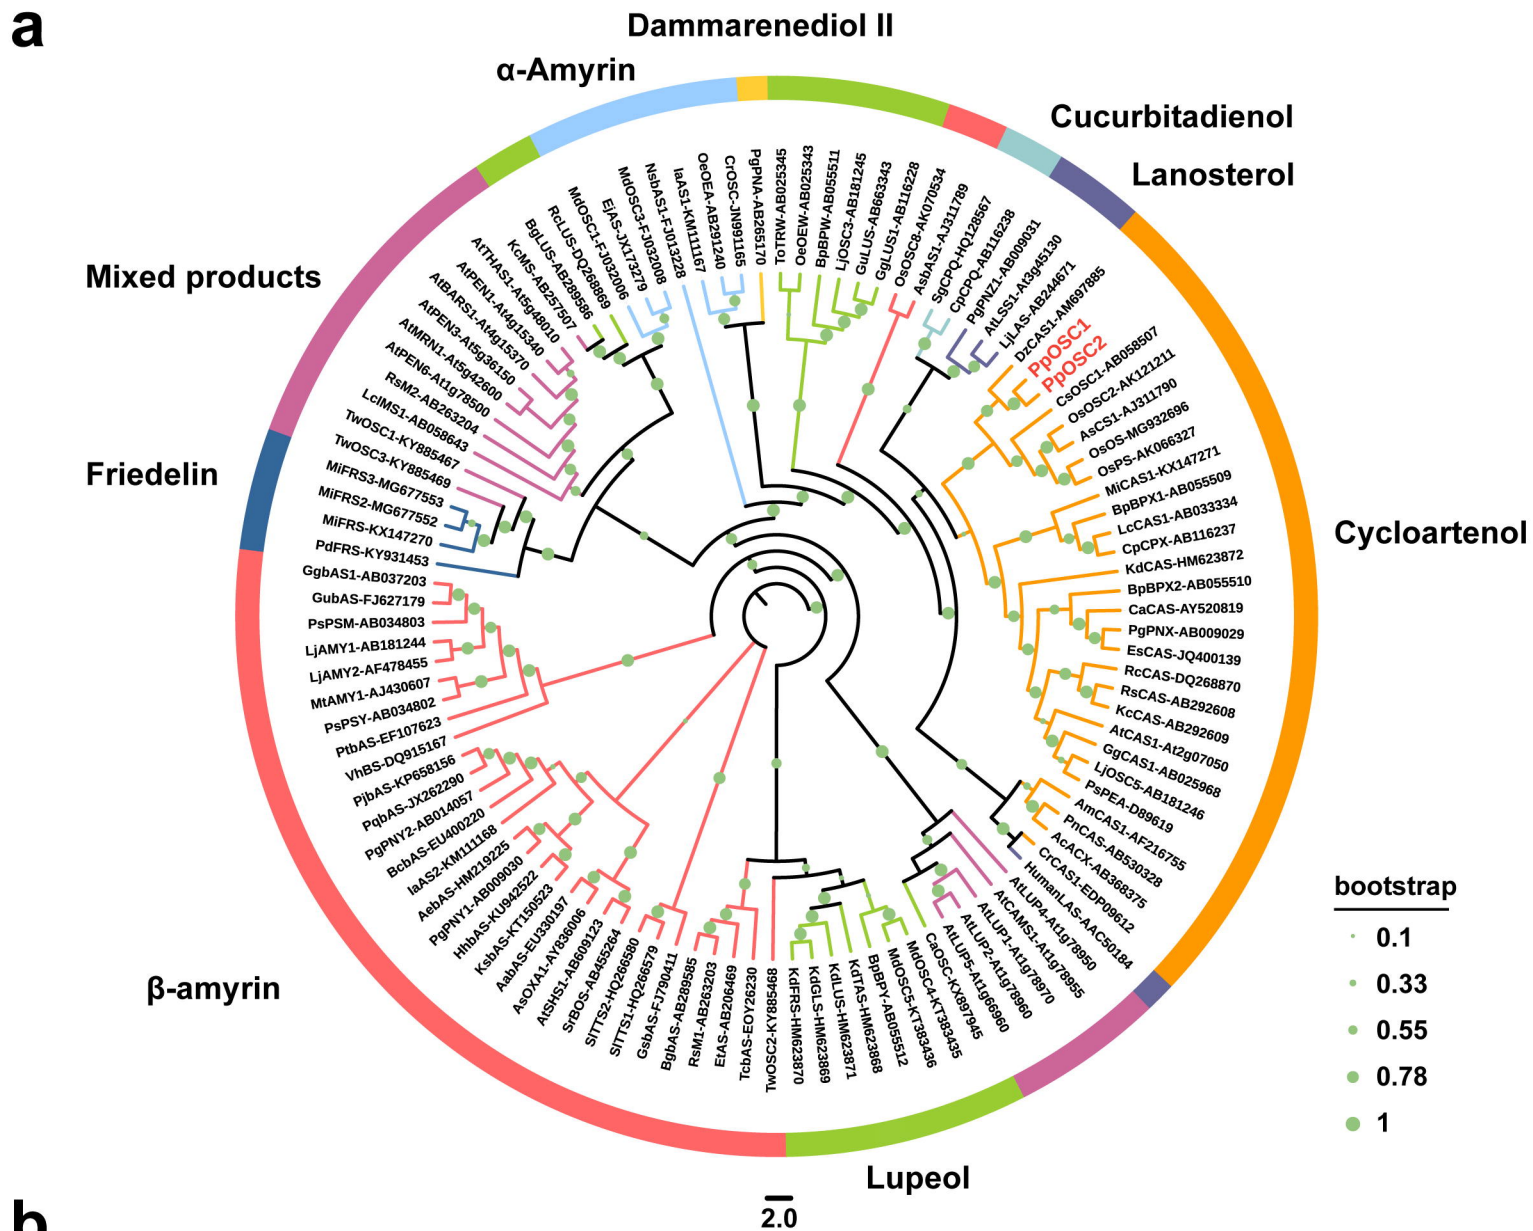 a
Dammarenediol II
α-Amyrin
Cucurbitadienol
Lanosterol
Mixed products
Friedelin
Cycloartenol
β-amyrin
Lupeol
PgPNA-AB265170
ToTRW-AB025345
OeOEW-AB025343
BpBPW-AB055511
LjOSC3-AB181245
GuLUS-AB663343
GgLUS1-AB116228
OsOSC8-AK070534
AsbAS1-AJ311789
SgCPQ-HQ128567
CpCPQ-AB116238
PgPNZ1-AB009031
AtLSS1-At3g45130
LjLAS-AB244671
DzCAS1-AM697885
PpOSC1
PpOSC2
CsOSC1-AB058507
OsOSC2-AK121211
AsCS1-AJ311790
OsOS-MG932696
OsPS-AK066327
MiCAS1-KX147271
BpBPX1-AB055509
LcCAS1-AB033334
CpCPX-AB116237
KdCAS-HM623872
BpBPX2-AB055510
CaCAS-AY520819
PgPNX-AB009029
EsCAS-JQ400139
RcCAS-DQ268870
RsCAS-AB292608
KcCAS-AB292609
AtCAS1-At2g07050
GgCAS1-AB025968
LjOSC5-AB181246
PsPEA-D89619
AmCAS1-AF216755
PnCAS-AB530328
AcACX-AB36875
CrCAS1-EDP09612
HumanLAS-AAC50184
AtLUP4-At1g78950
AtCAMS1-At1g78955
AtLUP1-At1g78970
AtLUP2-At1g78960
AtLUP5-At1g66960
CaOSC-KX897945
MdOSC4-KT383435
MdOSC5-KT383436
BpBPY-AB055512
KdTAS-HM623868
KdLUS-HM623871
KdGLS-HM623869
KdFRS-HM623870
TwOSC2-KY885468
TcbAS-EOY26230
EtAS-AB206469
RsM1-AB263203
BgbAS-AB289585
GsbAS-FJ790411
SlTTS1-HQ266579
SlTTS2-HQ266580
SrBOS-AB455264
AtSHS1-AB609123
AsOXA1-AY836006
AabAS-EU330197
KsbAS-KT150523
HhbAS-KU942522
PgPNY1-AB009030
AebAS-HM219225
IaAS2-KM111168
BcbAS-EU400220
PgPNY2-AB014057
PqbAS-JX262290
PjbAS-KP658156
VhBS-DQ915167
PtbAS-EF107623
PsPSY-AB034802
MtAMY1-AJ430607
LjAMY2-AF478455
LjAMY1-AB181244
PsPSM-AB034803
GubAS-FJ627179
GgbAS1-AB037203
PdFRS-KY931453
MiFRS-KX147270
MiFRS2-MG677552
MiFRS3-MG677553
TwOSC3-KY885469
TwOSC1-KY885467
LcIMS1-AB058643
RsM2-AB263204
AtPEN6-At1g78500
AtMRN1-At5g42600
AtPEN3-At5g36150
AtBARS1-At4g15370
AtPEN1-At4g15340
AtTHAS1-At5g48010
KcMS-AB257507
BgLUS-AB289586
RcLUS-DQ268869
MdOSC1-FJ032006
EjAS-JX173279
MdOSC3-FJ032008
NsbAS1-FJ013228
IaAS1-KM111167
OeOEA-AB291240
CrOSC-JN991165
bootstrap
0.1
0.33
0.55
0.78
1
2.0
b